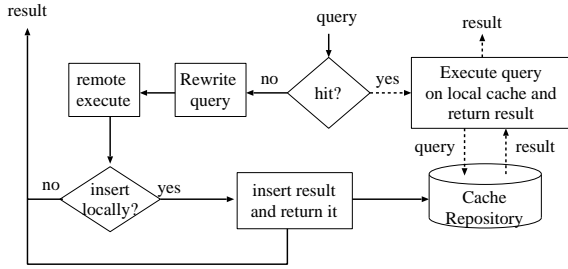 result
query
result
remote
execute
Rewrite
query
no
hit?
yes
Execute query
on local cache and
return result
query
result
no
insert
locally?
yes
insert result
and return it
Cache
Repository